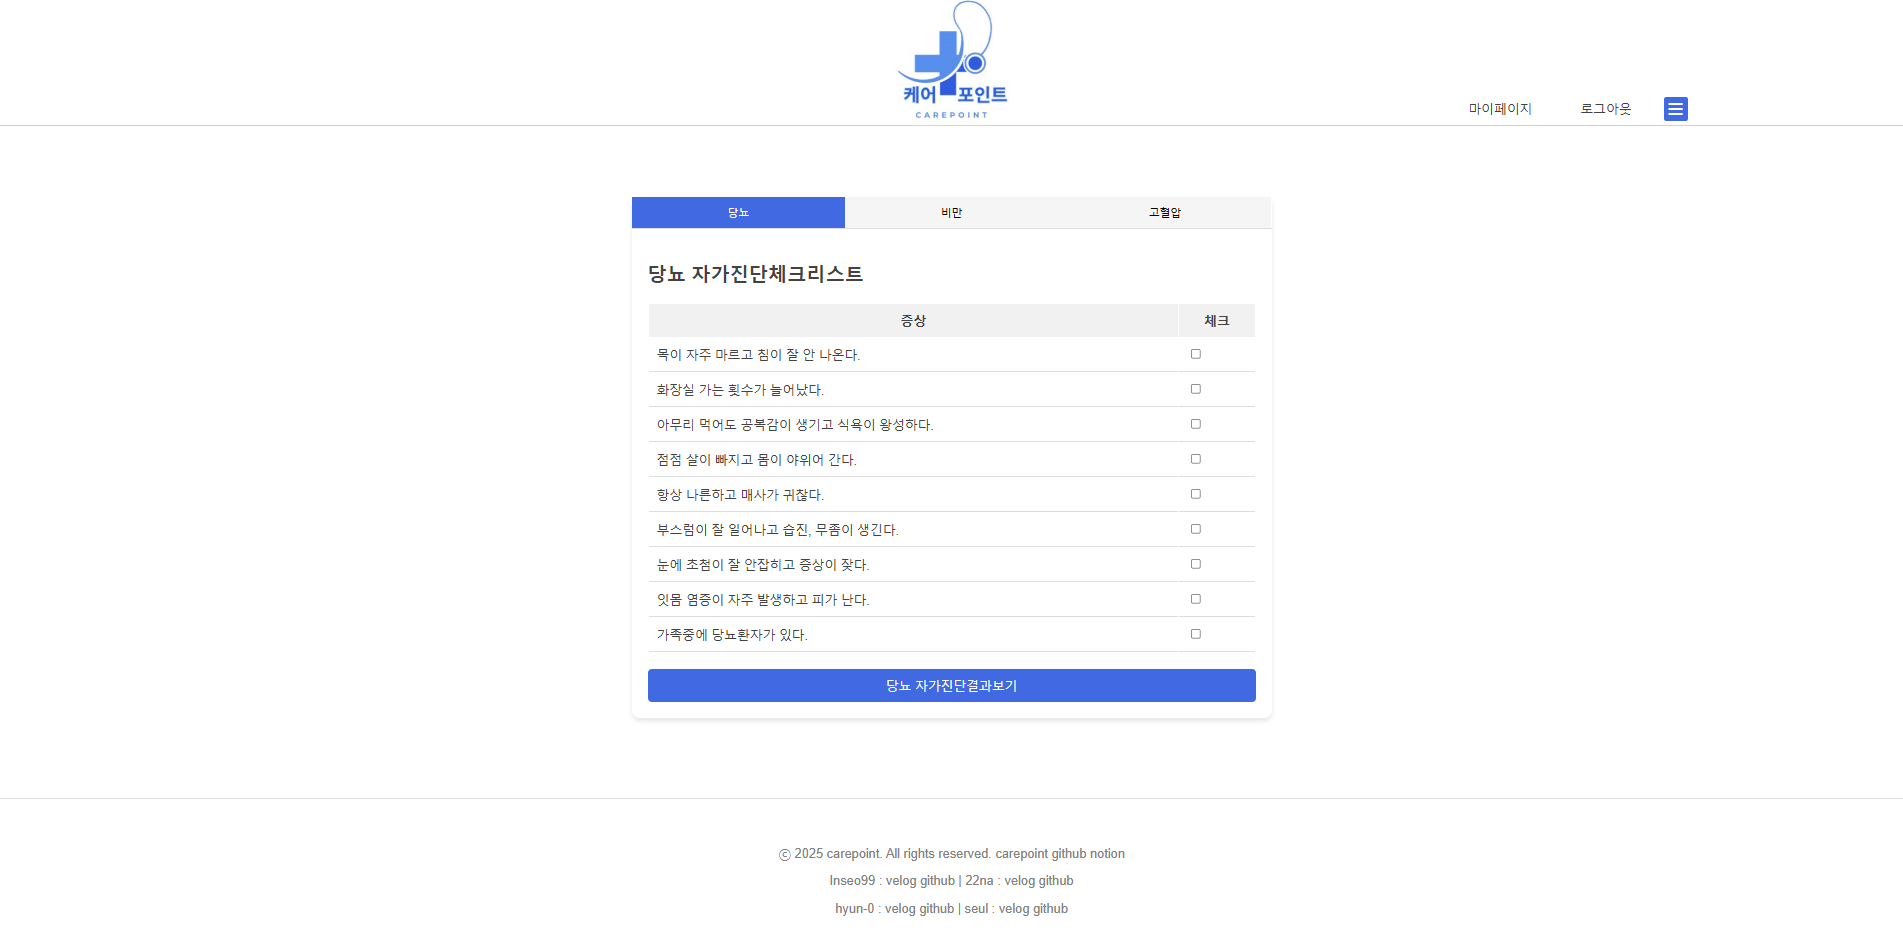 케어 포인트
CAREPOINT
마이페이지 로그아웃
당뇨 비만 고혈압
당뇨 자가진단체크리스트
증상 체크
목이 자주 마르고 침이 잘 안 나온다.
화장실 가는 횟수가 늘어났다.
아무리 먹어도 공복감이 생기고 식욕이 왕성하다.
점점 살이 빠지고 몸이 야위어 간다.
항상 나른하고 매사가 귀찮다.
부스럼이 잘 일어나고 습진, 무좀이 생긴다.
눈에 초첨이 잘 안잡히고 증상이 잦다.
잇몸 염증이 자주 발생하고 피가 난다.
가족중에 당뇨환자가 있다.
당뇨 자가진단결과보기
ⓒ 2025 carepoint. All rights reserved. carepoint github notion
Inseo99 : velog github | 22na : velog github
hyun-0 : velog github | seul : velog github